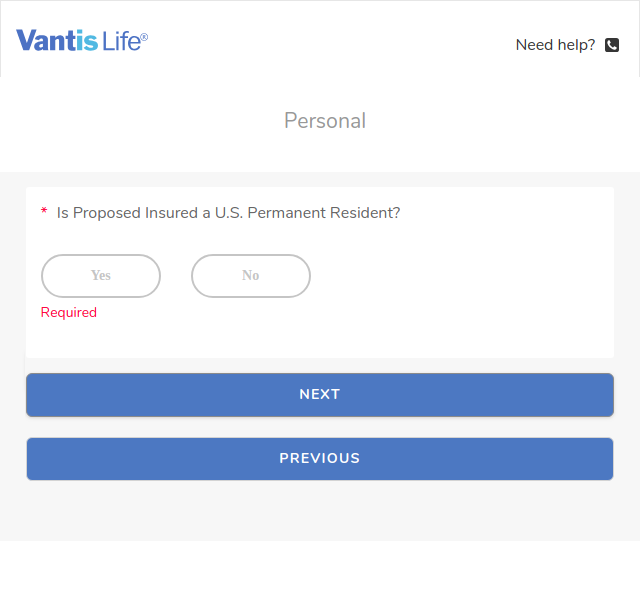 Vantis Life®
Need help?
Personal
* Is Proposed Insured a U.S. Permanent Resident?
Yes No
Required
NEXT
PREVIOUS